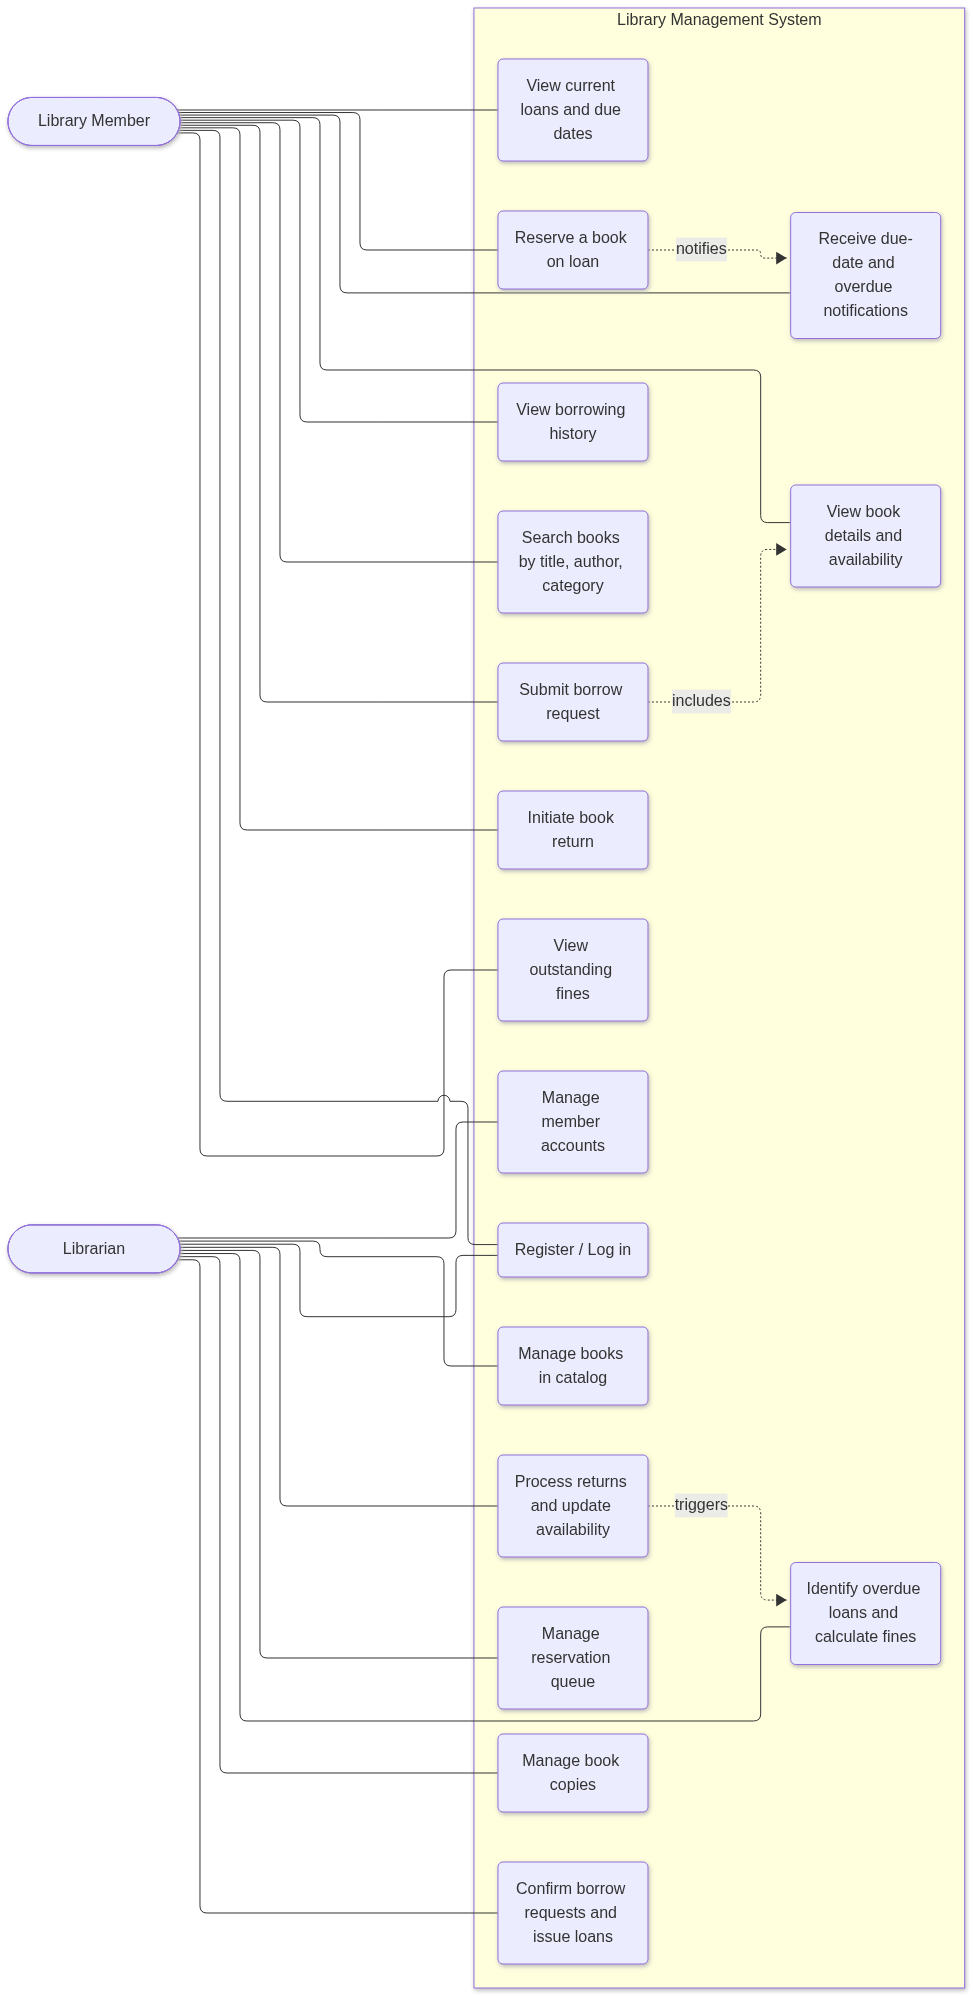 Library Management System
View current
loans and due
dates
Library Member
Reserve a book
on loan
notifies
Receive due-
date and
overdue
notifications
View borrowing
history
Search books
by title, author,
category
View book
details and
availability
Submit borrow
request
includes
Initiate book
return
View
outstanding
fines
Manage
member
accounts
Librarian
Register / Log in
Manage books
in catalog
Process returns
and update
availability
triggers
Identify overdue
loans and
calculate fines
Manage
reservation
queue
Manage book
copies
Confirm borrow
requests and
issue loans